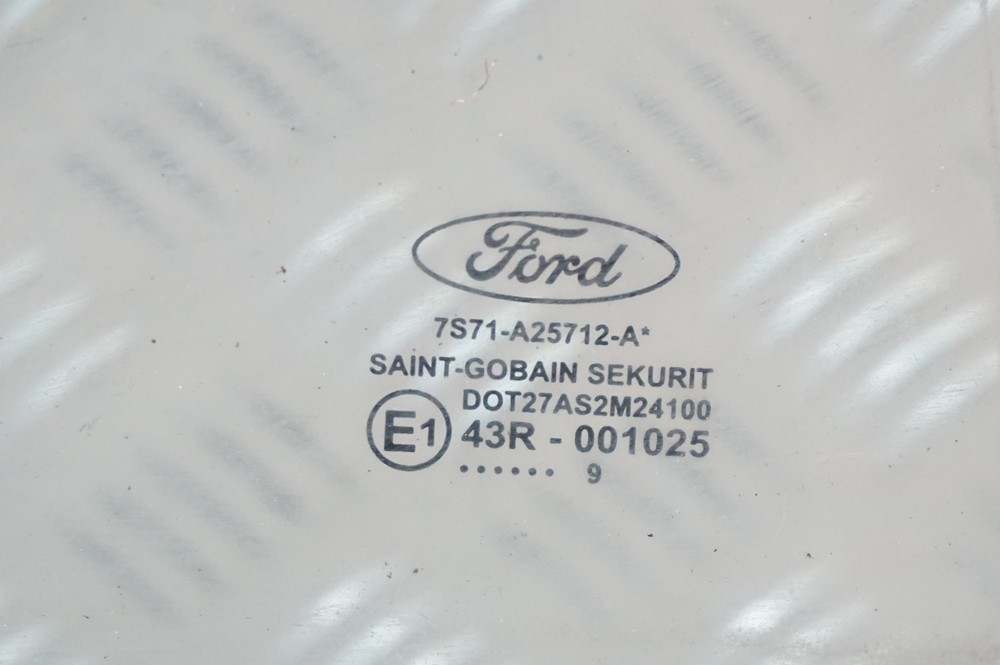 Ford
7S71-A25712-A*
SAINT-GOBAIN SEKURIT
DOT27AS2M24100
E1 43R - 001025
...... 9